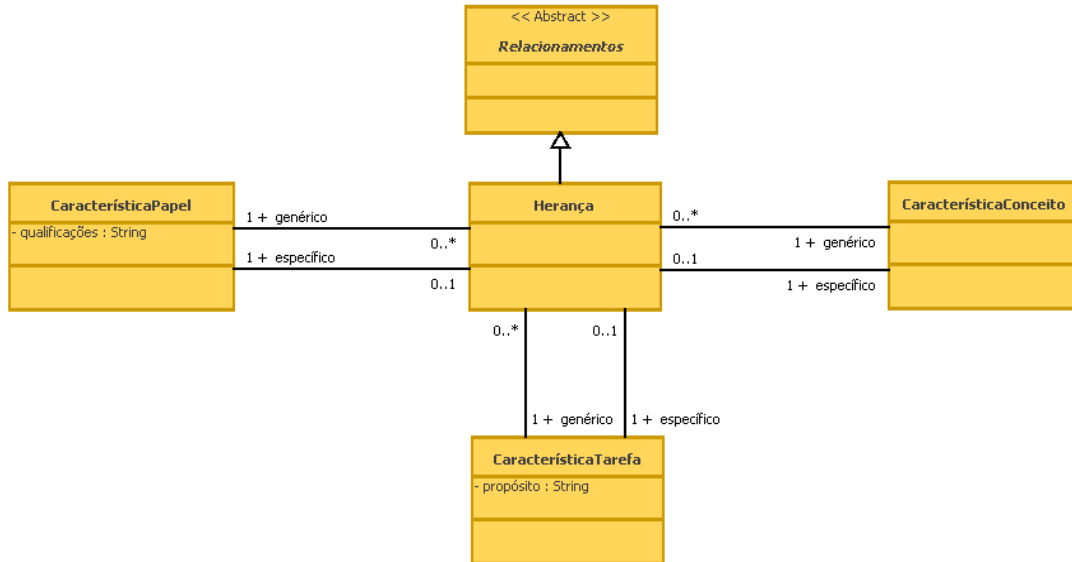 << Abstract >>
Relacionamentos
CaracterísticaPapel
- qualificações : String
1 + genérico
0..*
1 + específico
0..1
Herança
0..*
1 + genérico
0..1
1 + específico
CaracterísticaConceito
0..*
0..1
1 + genérico
1 + específico
CaracterísticaTarefa
- propósito : String